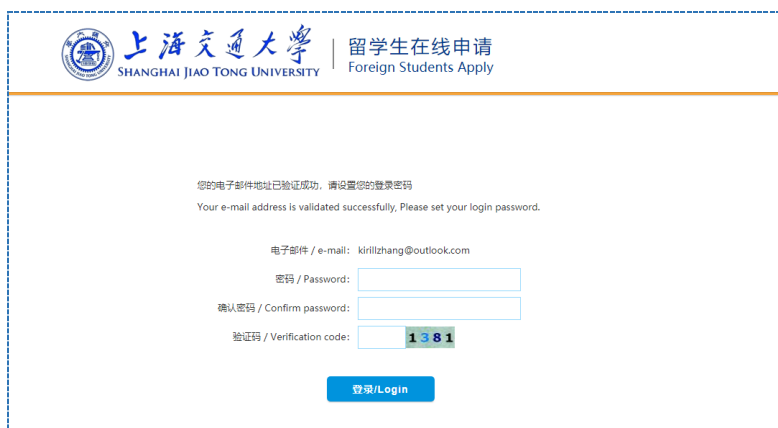 上海交通大学
SHANGHAI JIAO TONG UNIVERSITY
留学生在线申请
Foreign Students Apply
您的电子邮件地址已验证成功，请设置您的登录密码
Your e-mail address is validated successfully, Please set your login password.
电子邮件 / e-mail: kirillzhang@outlook.com
密码 / Password:
确认密码 / Confirm password:
验证码 / Verification code: 1381
登录/Login